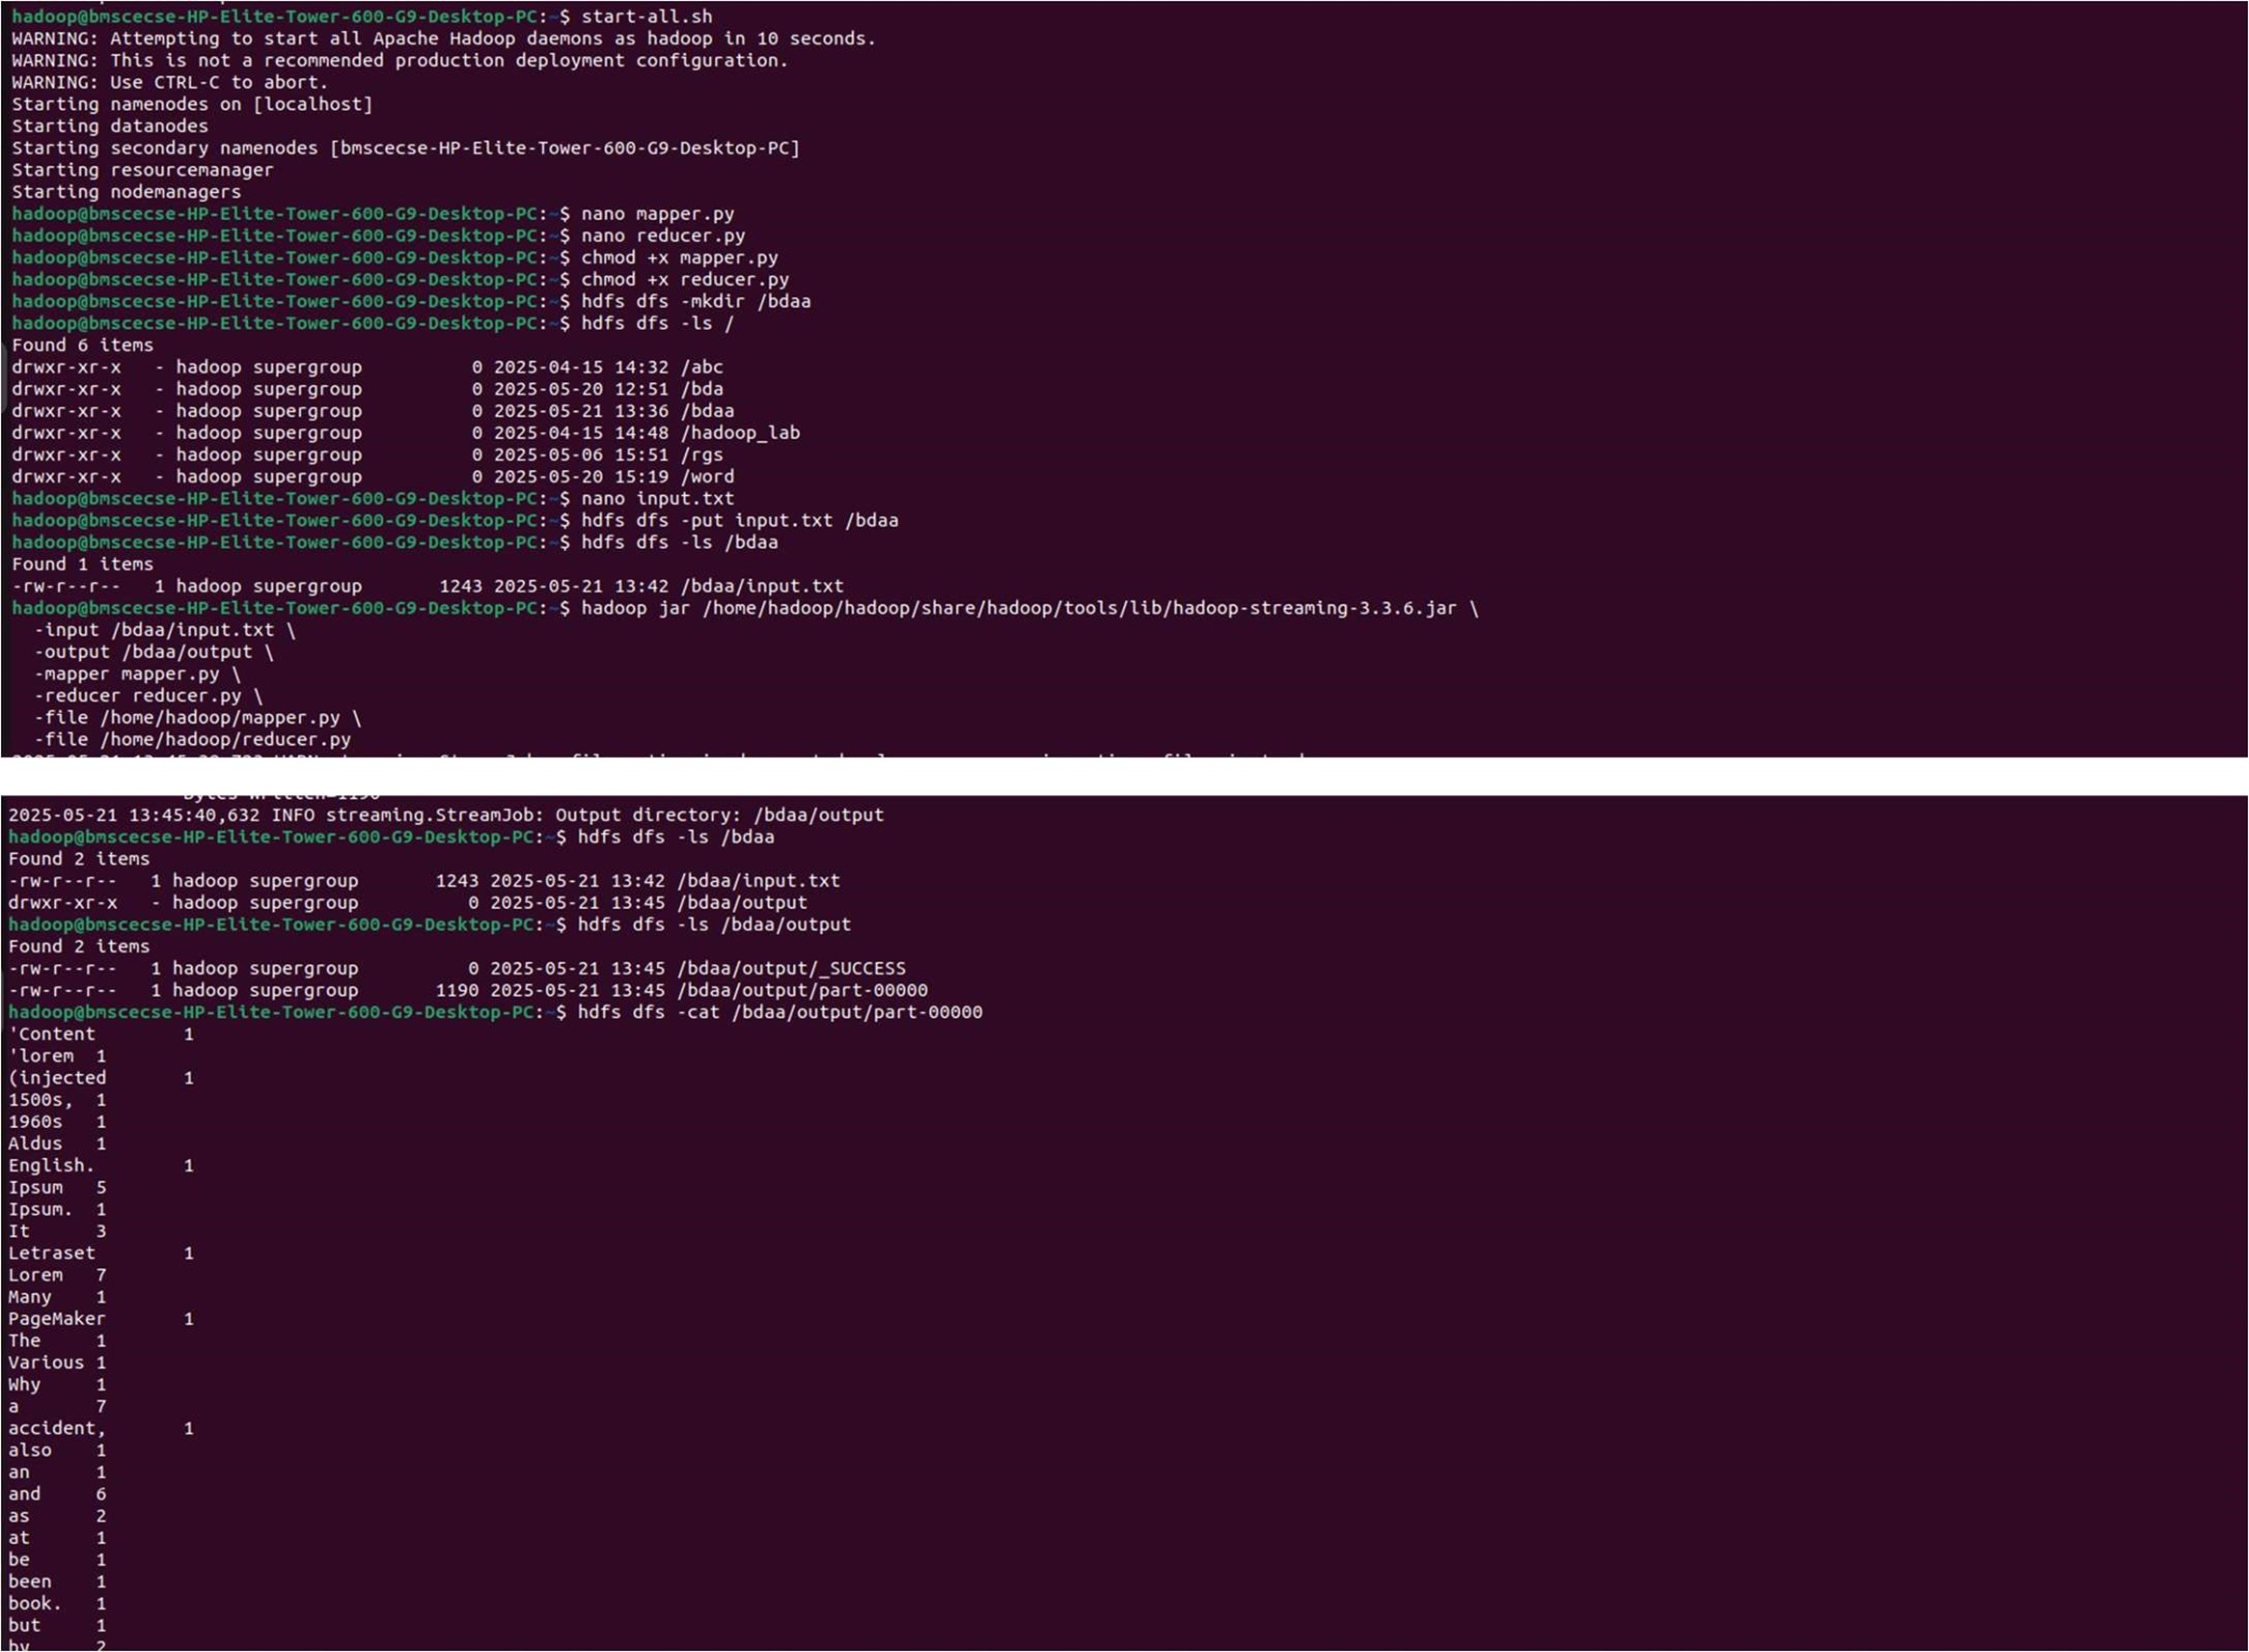 hadoop@bmscecse-HP-Elite-Tower-600-G9-Desktop-PC:~$ start-all.sh
WARNING: Attempting to start all Apache Hadoop daemons as hadoop in 10 seconds.
WARNING: This is not a recommended production deployment configuration.
WARNING: Use CTRL-C to abort.
Starting namenodes on [localhost]
Starting datanodes
Starting secondary namenodes [bmscecse-HP-Elite-Tower-600-G9-Desktop-PC]
Starting resourcemanager
Starting nodemanagers
hadoop@bmscecse-HP-Elite-Tower-600-G9-Desktop-PC:~$ nano mapper.py
hadoop@bmscecse-HP-Elite-Tower-600-G9-Desktop-PC:~$ nano reducer.py
hadoop@bmscecse-HP-Elite-Tower-600-G9-Desktop-PC:~$ chmod +x mapper.py
hadoop@bmscecse-HP-Elite-Tower-600-G9-Desktop-PC:~$ chmod +x reducer.py
hadoop@bmscecse-HP-Elite-Tower-600-G9-Desktop-PC:~$ hdfs dfs -mkdir /bdaa
hadoop@bmscecse-HP-Elite-Tower-600-G9-Desktop-PC:~$ hdfs dfs -ls /
Found 6 items
drwxr-xr-x   - hadoop supergroup          0 2025-04-15 14:32 /abc
drwxr-xr-x   - hadoop supergroup          0 2025-05-20 12:51 /bda
drwxr-xr-x   - hadoop supergroup          0 2025-05-21 13:36 /bdaa
drwxr-xr-x   - hadoop supergroup          0 2025-04-15 14:48 /hadoop_lab
drwxr-xr-x   - hadoop supergroup          0 2025-05-06 15:51 /rgs
drwxr-xr-x   - hadoop supergroup          0 2025-05-20 15:19 /word
hadoop@bmscecse-HP-Elite-Tower-600-G9-Desktop-PC:~$ nano input.txt
hadoop@bmscecse-HP-Elite-Tower-600-G9-Desktop-PC:~$ hdfs dfs -put input.txt /bdaa
hadoop@bmscecse-HP-Elite-Tower-600-G9-Desktop-PC:~$ hdfs dfs -ls /bdaa
Found 1 items
-rw-r--r--   1 hadoop supergroup       1243 2025-05-21 13:42 /bdaa/input.txt
hadoop@bmscecse-HP-Elite-Tower-600-G9-Desktop-PC:~$ hadoop jar /home/hadoop/hadoop/share/hadoop/tools/lib/hadoop-streaming-3.3.6.jar \
  -input /bdaa/input.txt \
  -output /bdaa/output \
  -mapper mapper.py \
  -reducer reducer.py \
  -file /home/hadoop/mapper.py \
  -file /home/hadoop/reducer.py
2025-05-21 13:45:40,632 INFO streaming.StreamJob: Output directory: /bdaa/output
hadoop@bmscecse-HP-Elite-Tower-600-G9-Desktop-PC:~$ hdfs dfs -ls /bdaa
Found 2 items
-rw-r--r--   1 hadoop supergroup       1243 2025-05-21 13:42 /bdaa/input.txt
drwxr-xr-x   - hadoop supergroup          0 2025-05-21 13:45 /bdaa/output
hadoop@bmscecse-HP-Elite-Tower-600-G9-Desktop-PC:~$ hdfs dfs -ls /bdaa/output
Found 2 items
-rw-r--r--   1 hadoop supergroup          0 2025-05-21 13:45 /bdaa/output/_SUCCESS
-rw-r--r--   1 hadoop supergroup       1190 2025-05-21 13:45 /bdaa/output/part-00000
hadoop@bmscecse-HP-Elite-Tower-600-G9-Desktop-PC:~$ hdfs dfs -cat /bdaa/output/part-00000
'Content        1
'lorem  1
(injected       1
1500s,  1
1960s   1
Aldus   1
English.        1
Ipsum   5
Ipsum.  1
It      3
Letraset        1
Lorem   7
Many    1
PageMaker       1
The     1
Various 1
Why     1
a       7
accident,       1
also    1
an      1
and     6
as      2
at      1
be      1
been    1
book.   1
but     1
by      2